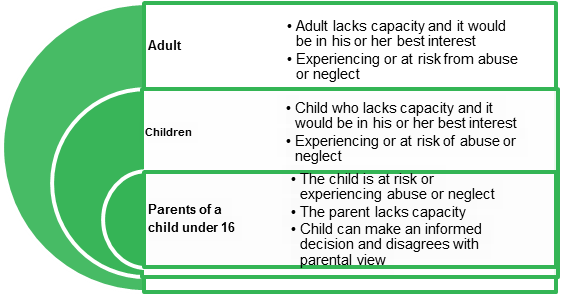 Adult
• Adult lacks capacity and it would
be in his or her best interest
• Experiencing or at risk from abuse
or neglect
Children
• Child who lacks capacity and it
would be in his or her best interest
• Experiencing or at risk of abuse or
neglect
Parents of a
child under 16
• The child is at risk or
experiencing abuse or neglect
• The parent lacks capacity
• Child can make an informed
decision and disagrees with
parental view